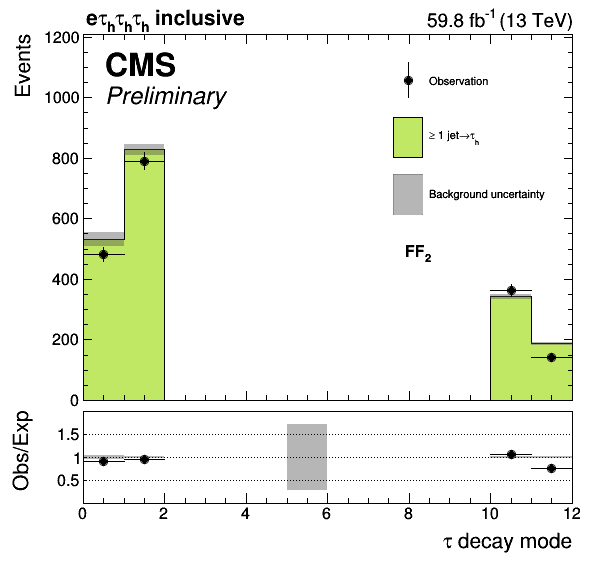 eτhτhτh inclusive
59.8 fb-1 (13 TeV)
Events
CMS
Preliminary
Observation
≥ 1 jet→τh
Background uncertainty
FF2
1200
1000
800
600
400
200
0
Obs/Exp
1.5
1
0.5
0 2 4 6 8 10 12
τ decay mode